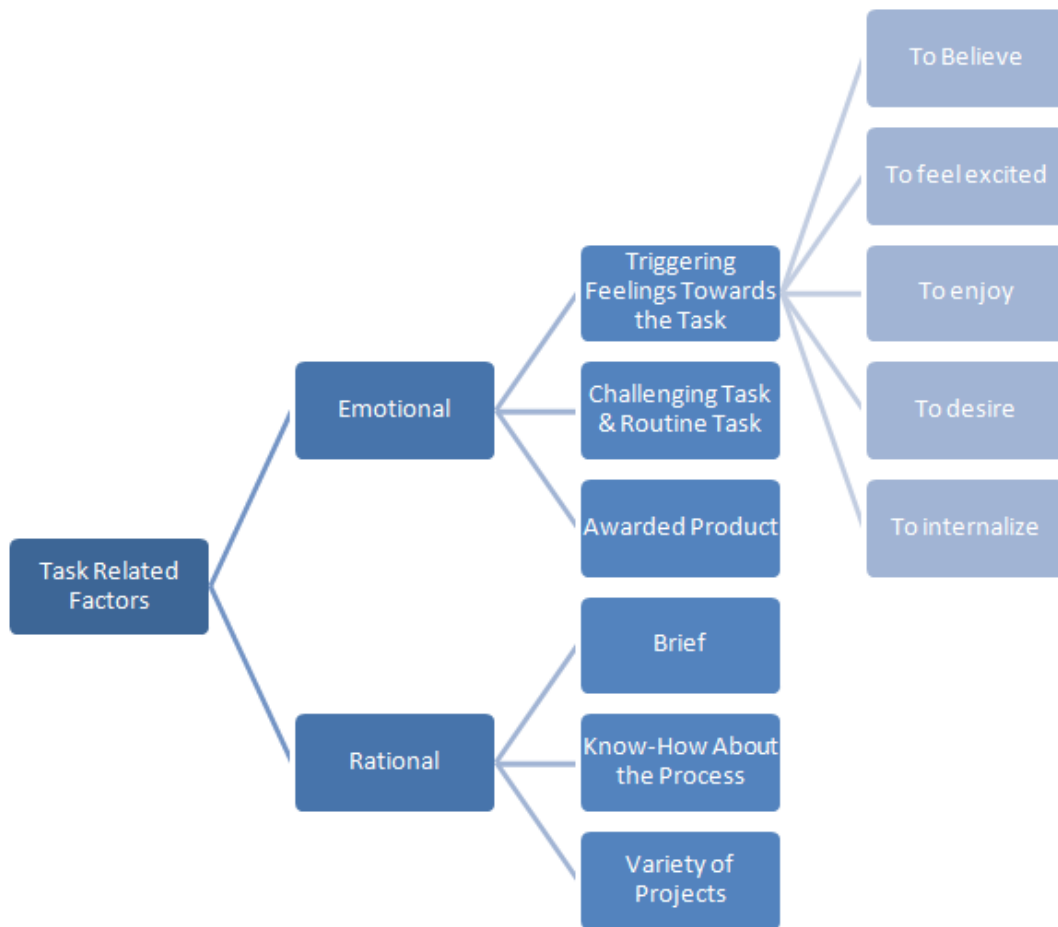 To Believe
To feel excited
Triggering
Feelings Towards
the Task
To enjoy
Emotional
Challenging Task
& Routine Task
To desire
Awarded Product
To internalize
Task Related
Factors
Brief
Rational
Know-How About
the Process
Variety of
Projects